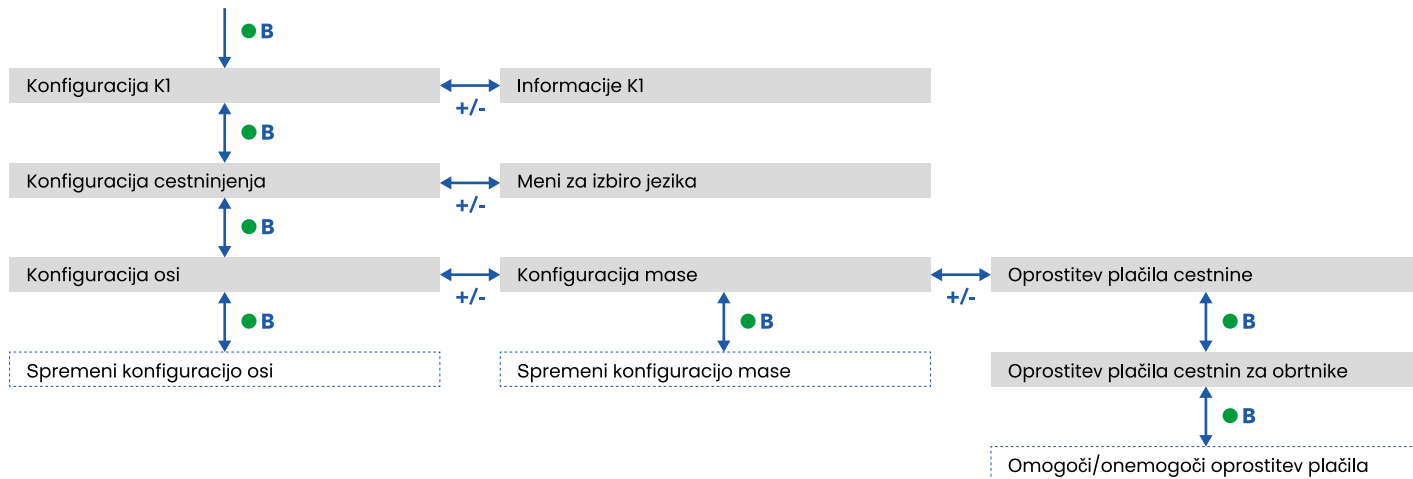 B
Konfiguracija K1
Informacije K1
+/-
B
Konfiguracija cestninjenja
Meni za izbiro jezika
+/-
B
Konfiguracija osi
Konfiguracija mase
Oprostitev plačila cestnine
+/-
+/-
B
B
B
Spremeni konfiguracijo osi
Spremeni konfiguracijo mase
Oprostitev plačila cestnin za obrtnike
B
Omogoči/onemogoči oprostitev plačila